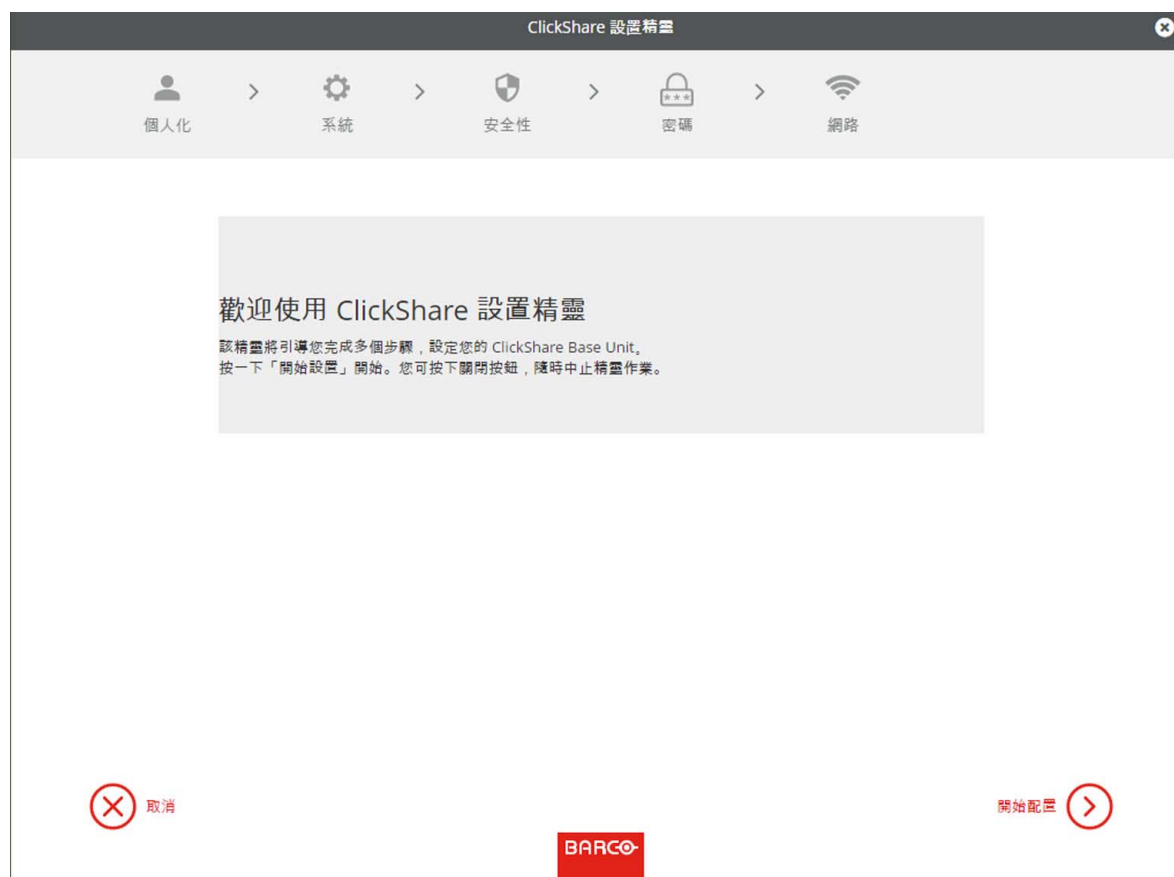 ClickShare 設置精靈
個人化
系統
安全性
***
密碼
網路
歡迎使用 ClickShare 設置精靈
該精靈將引導您完成多個步驟，設定您的 ClickShare Base Unit。
按一下「開始設置」開始。您可按下關閉按鈕，隨時中止精靈作業。
取消
開始配置
BARCO